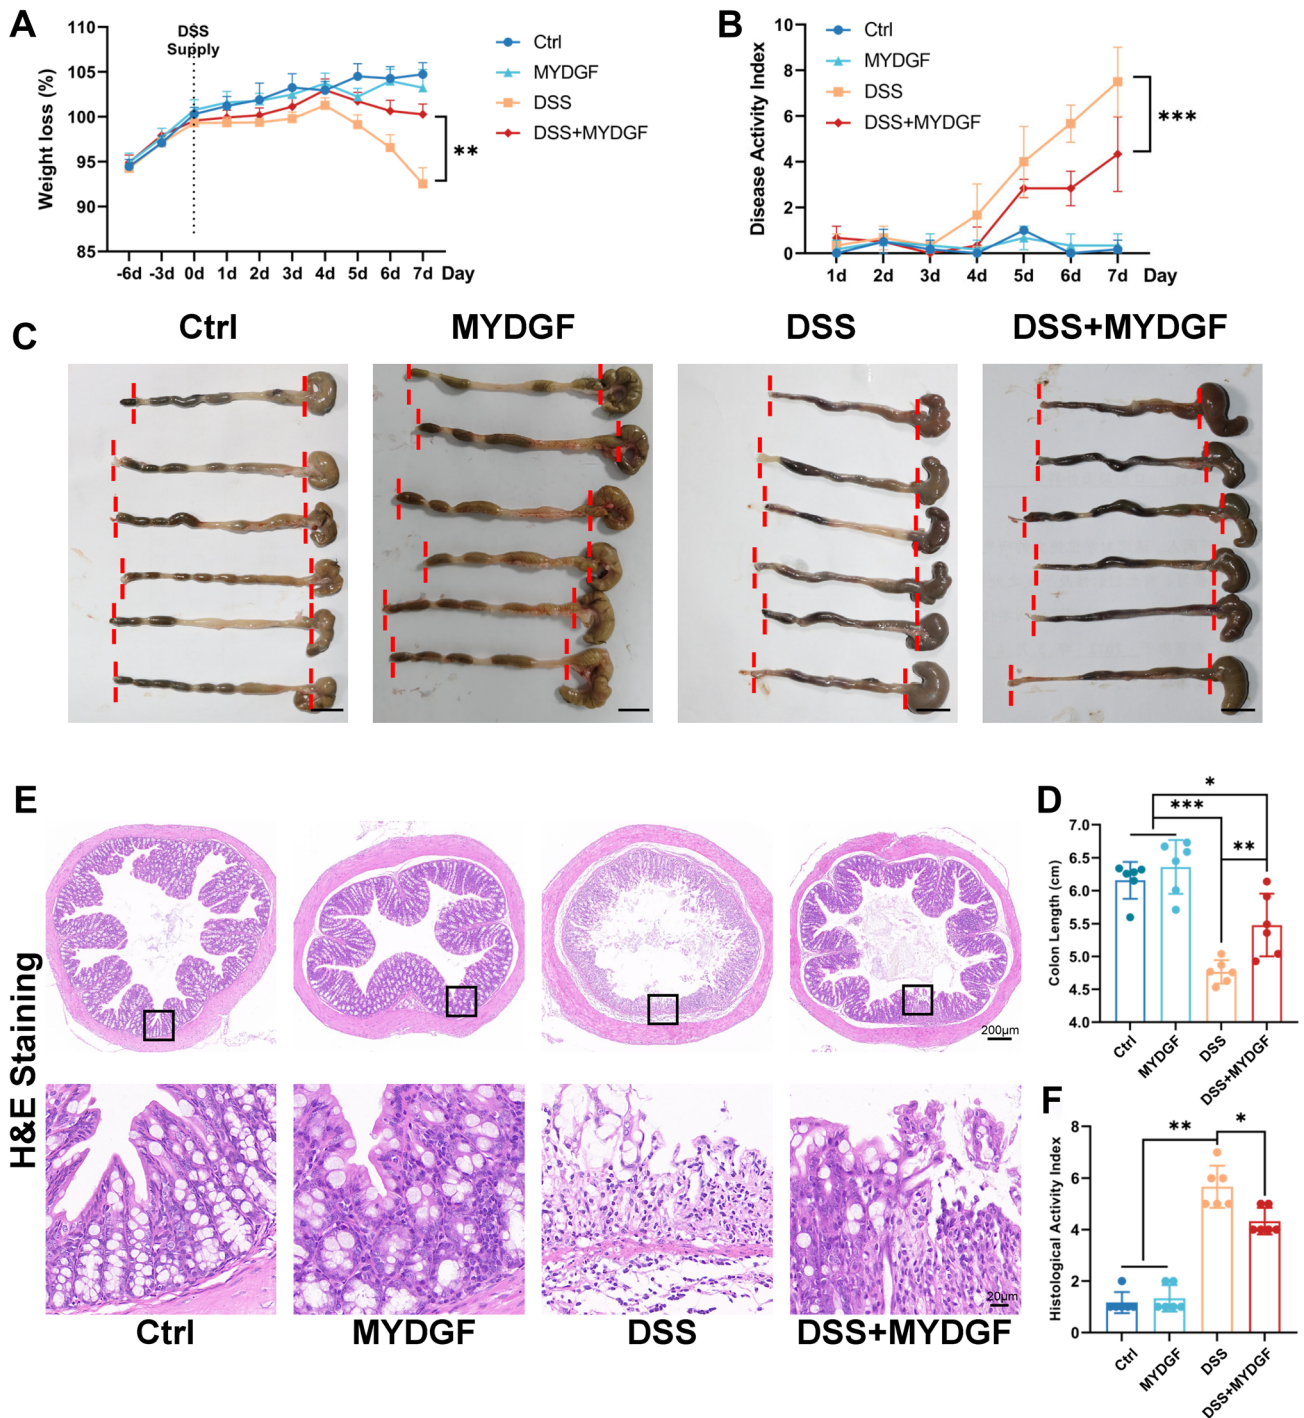 A
Weight loss (%)
110
105
100
95
90
85
DSS
Supply
-6d -3d 0d 1d 2d 3d 4d 5d 6d 7d Day
Ctrl
MYDGF
DSS
DSS+MYDGF
**
B
Disease Activity Index
10
8
6
4
2
0
1d 2d 3d 4d 5d 6d 7d Day
Ctrl
MYDGF
DSS
DSS+MYDGF
***
C
Ctrl MYDGF DSS DSS+MYDGF
E
H&E Staining
200μm
20μm
Ctrl MYDGF DSS DSS+MYDGF
D
Colon Length (cm)
7.0
6.5
6.0
5.5
5.0
4.5
4.0
*
***
**
Ctrl
MYDGF
DSS
DSS+MYDGF
F
Histological Activity Index
8
6
4
2
0
** *
Ctrl
MYDGF
DSS
DSS+MYDGF